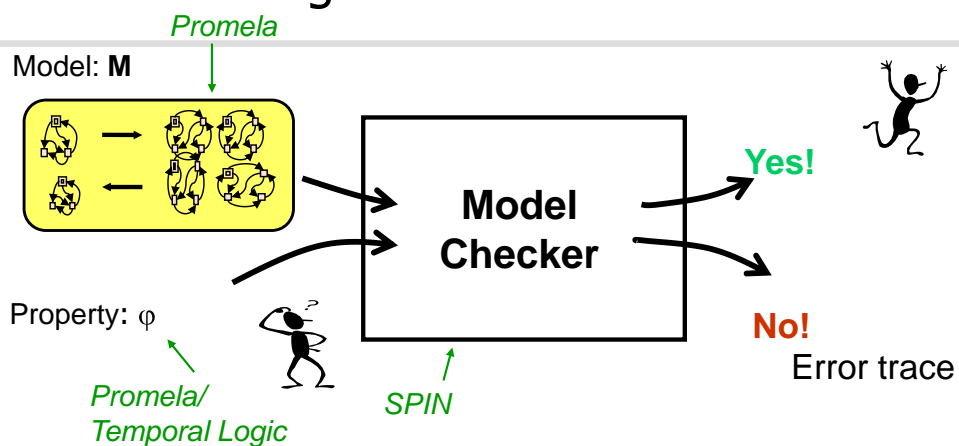 Promela
Model: M
Model
Checker
Yes!
Property: φ
?
No!
Error trace
Promela/
Temporal Logic
SPIN